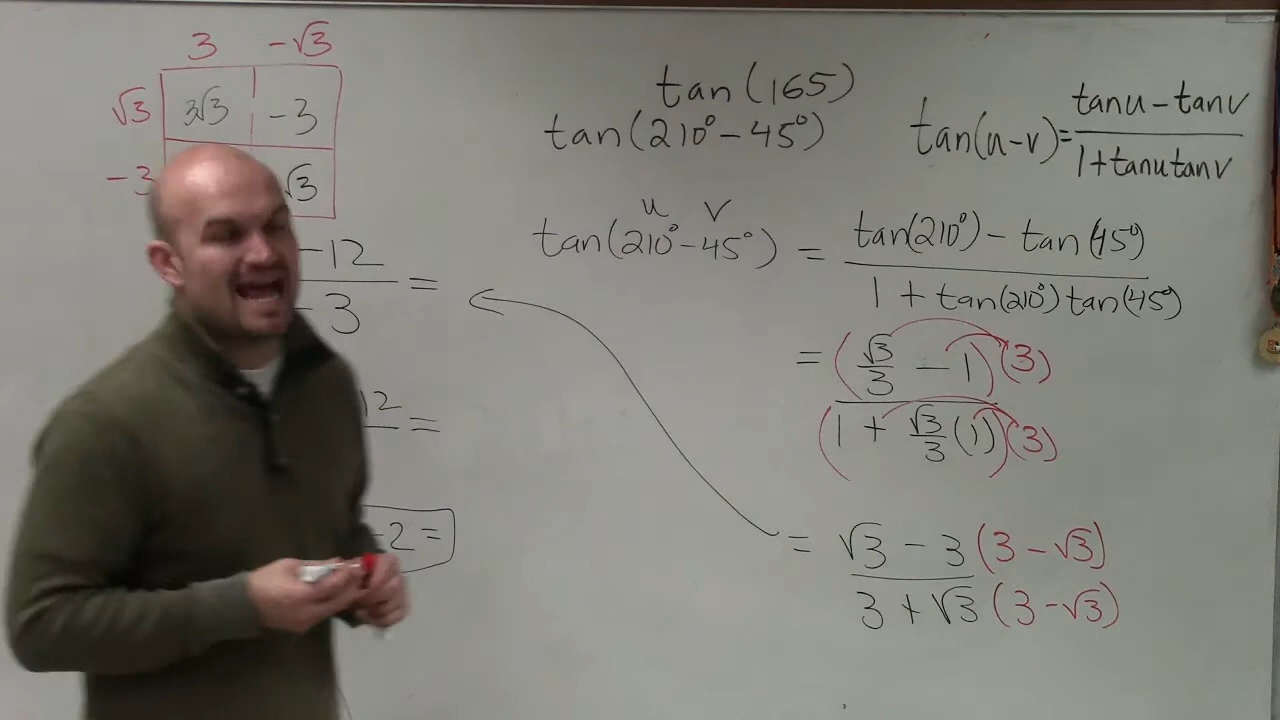 3 -√3
√3 3√3 -3
-3 √3
-12
-3 =
12 =
-2 =
tan(165)
tan(210°-45°)
tan(u-v)= tanu-tanv
1+tanutanv
u v
tan(210°-45°) = tan(210°) - tan(45°)
1 + tan(210°)tan(45°)
= (√3/3 - 1)(3)
(1 + √3/3(1))(3)
= √3 - 3(3-√3)
3+√3(3-√3)